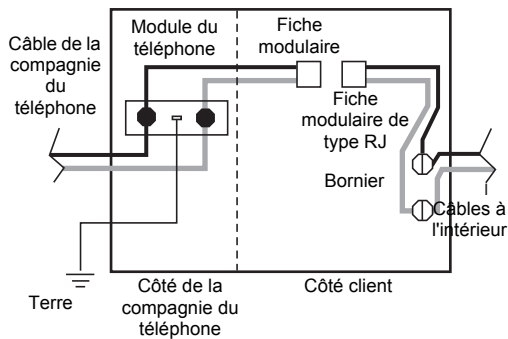 Câble de la
compagnie
du
téléphone
Module du
téléphone
Fiche
modulaire
Fiche
modulaire de
type RJ
Bornier
Câbles à
l'intérieur
Terre
Côté de la
compagnie du
téléphone
Côté client